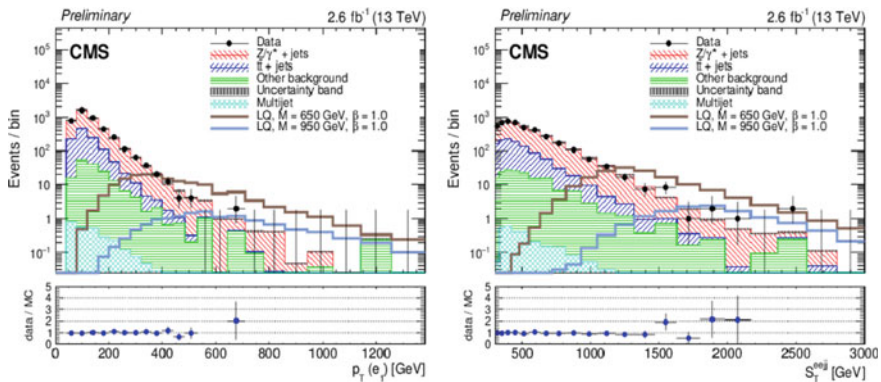 Preliminary 2.6 fb⁻¹ (13 TeV)
CMS
Data
Z/γ* + jets
tt̄ + jets
Other background
Uncertainty band
Multijet
LQ, M = 650 GeV, β = 1.0
LQ, M = 950 GeV, β = 1.0
Events / bin
10⁵
10⁴
10³
10²
10
1
10⁻¹
data / MC
5
4
3
2
1
0
0 200 400 600 800 1000 1200
p_T (e_T) [GeV]
Preliminary 2.6 fb⁻¹ (13 TeV)
CMS
Data
Z/γ* + jets
tt̄ + jets
Other background
Uncertainty band
Multijet
LQ, M = 650 GeV, β = 1.0
LQ, M = 950 GeV, β = 1.0
Events / bin
10⁵
10⁴
10³
10²
10
1
10⁻¹
data / MC
5
4
3
2
1
0
500 1000 1500 2000 2500 3000
S_T^eejj [GeV]